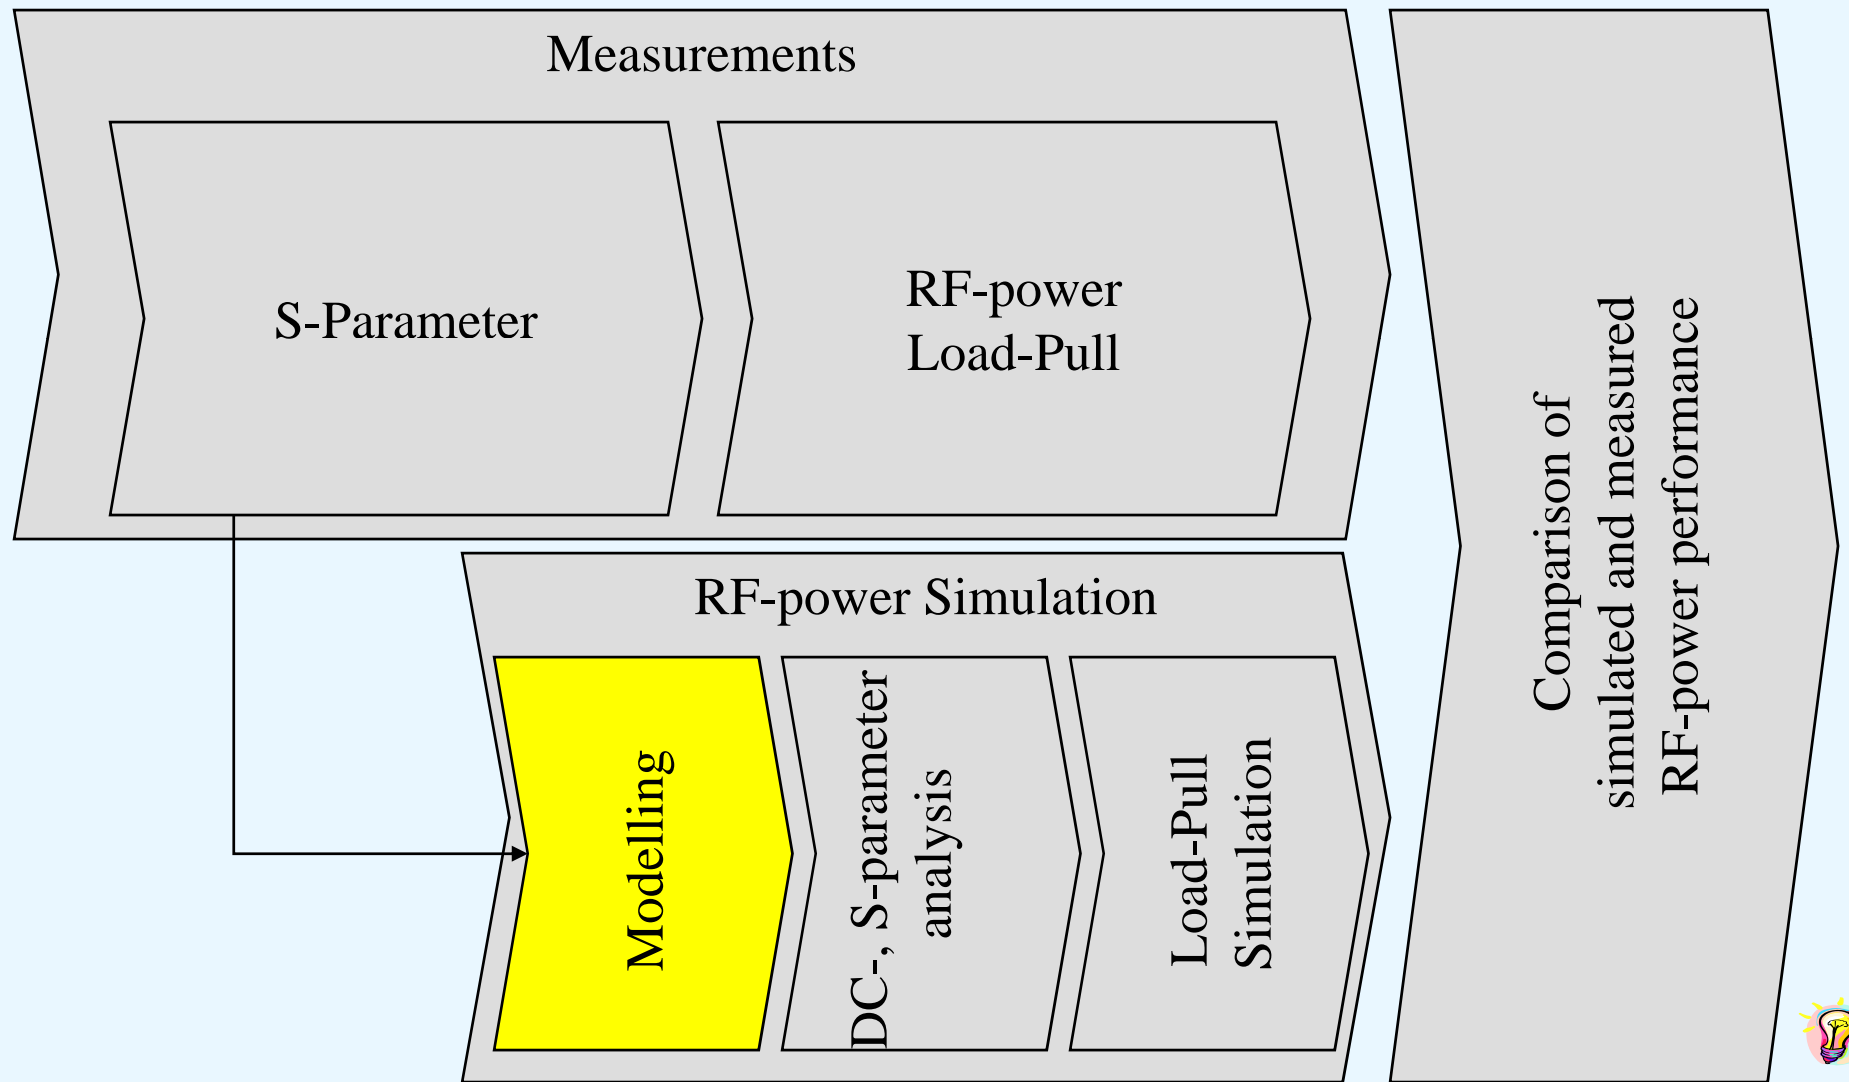 Measurements
S-Parameter
RF-power
Load-Pull
RF-power Simulation
Modelling
DC-, S-parameter
analysis
Load-Pull
Simulation
Comparison of
simulated and measured
RF-power performance